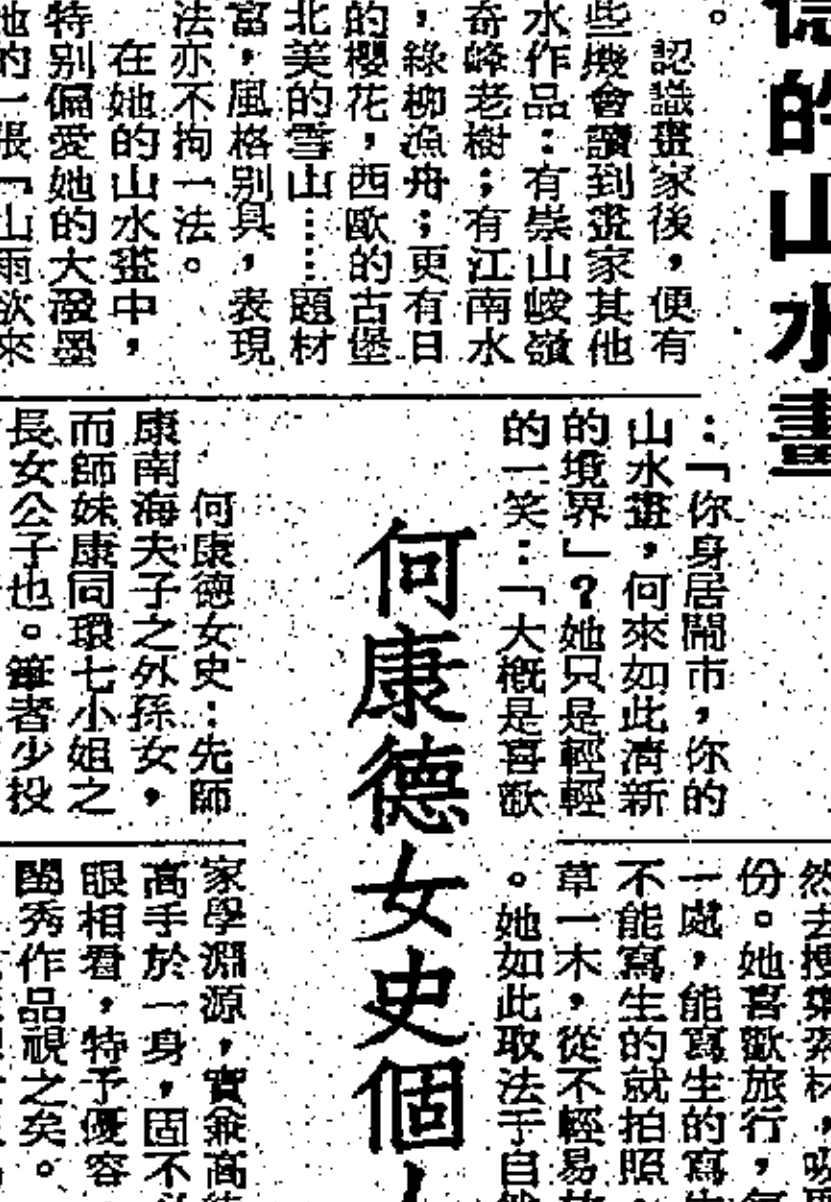 德的山水畫
。
認識畫家後，便有
些機會讀到畫家其他
水作品：有崇山峻嶺
奇峰老樹；有江南水
，綠柳漁舟；更有日
的櫻花，西歐的古堡
北美的雪山……題材
富，風格別具，表現
法亦不拘一法。
在她的山水畫中，
特別偏愛她的大潑墨
她的一張「山雨欲來
：「你身居鬧市，你的
山水畫，何來如此清新
的境界」？她只是輕輕
的一笑：「大概是喜歡
何康德女史個
何康德女史：先師
康南海夫子之外孫女，
而師妹康同環七小姐之
長女公子也。筆者少投
然去搜集素材，
份。她喜歡旅行，
一處，能寫生的寫
不能寫生的就拍照，
草一木，從不輕易放
。她如此取法于自然
家學淵源，實兼高
高手於一身，固不
眼相看，特予優容
閨秀作品視之矣。